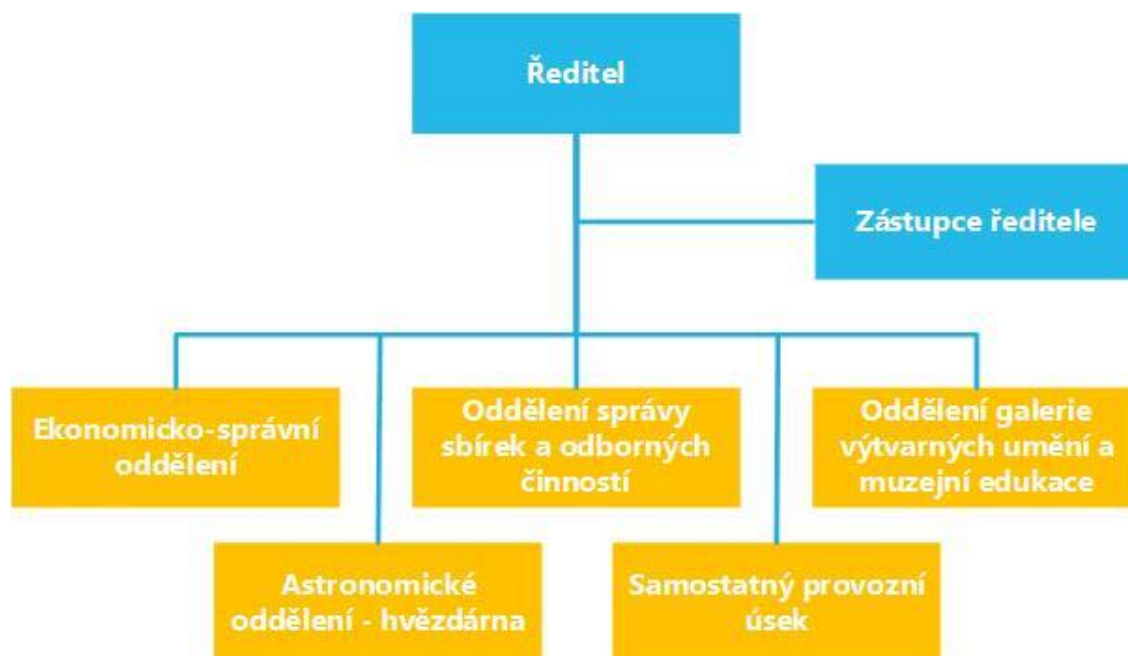 Ředitel
Zástupce ředitele
Ekonomicko-správní
oddělení
Oddělení správy
sbírek a odborných
činností
Oddělení galerie
výtvarných umění a
muzejní edukace
Astronomické
oddělení - hvězdárna
Samostatný provozní
úsek